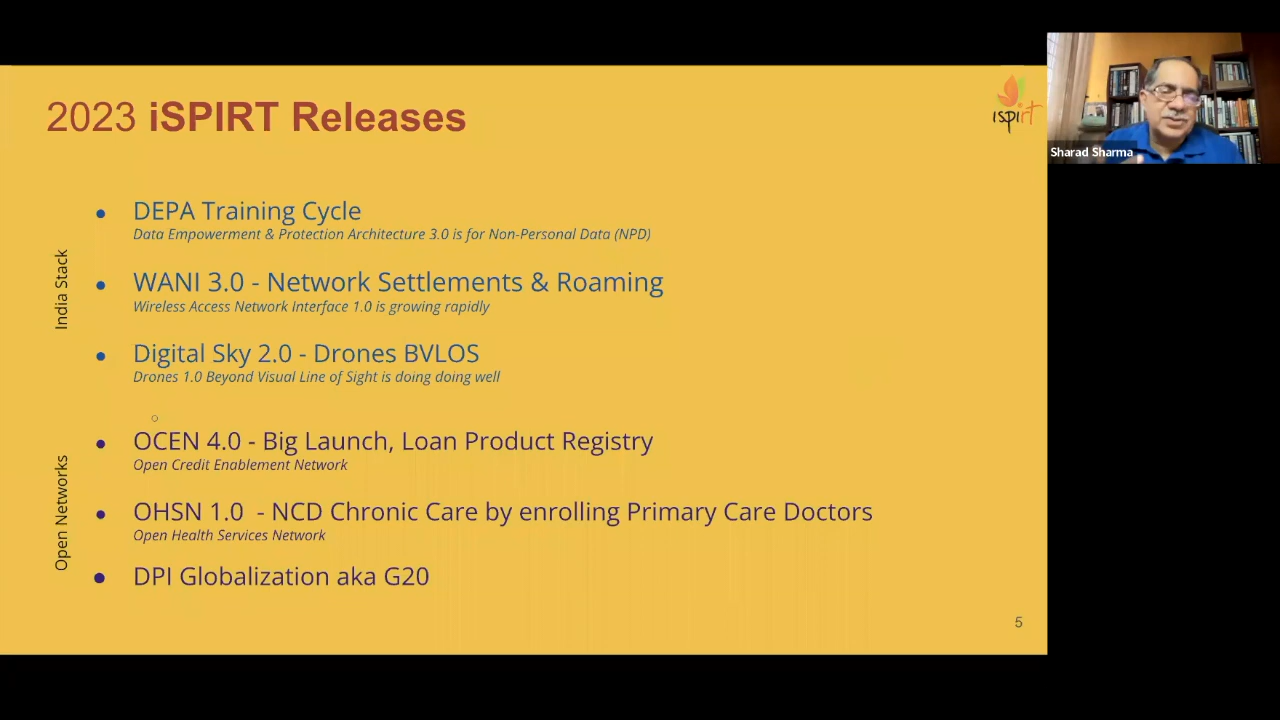 2023 iSPIRT Releases
ispirt
Sharad Sharma
India Stack
DEPA Training Cycle
Data Empowerment & Protection Architecture 3.0 is for Non-Personal Data (NPD)
WANI 3.0 - Network Settlements & Roaming
Wireless Access Network Interface 1.0 is growing rapidly
Digital Sky 2.0 - Drones BVLOS
Drones 1.0 Beyond Visual Line of Sight is doing doing well
Open Networks
OCEN 4.0 - Big Launch, Loan Product Registry
Open Credit Enablement Network
OHSN 1.0 - NCD Chronic Care by enrolling Primary Care Doctors
Open Health Services Network
DPI Globalization aka G20
5